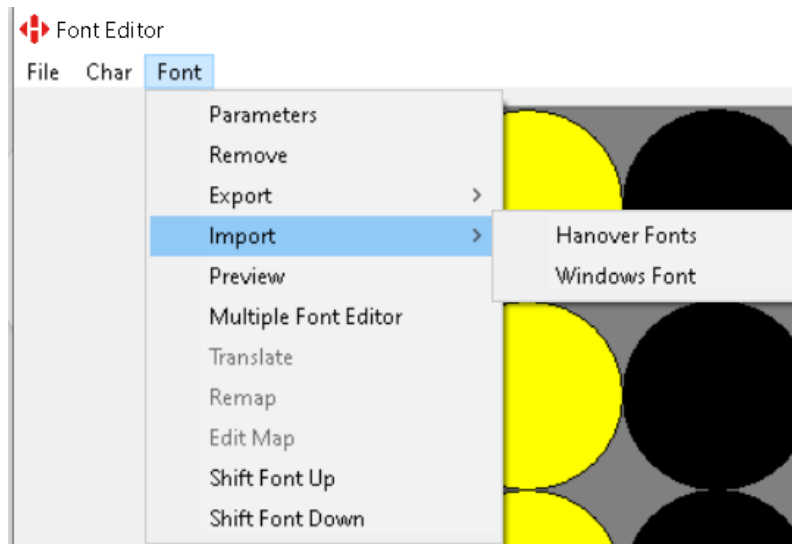 Font Editor
File Char Font
Parameters
Remove
Export
Import
Hanover Fonts
Windows Font
Preview
Multiple Font Editor
Translate
Remap
Edit Map
Shift Font Up
Shift Font Down